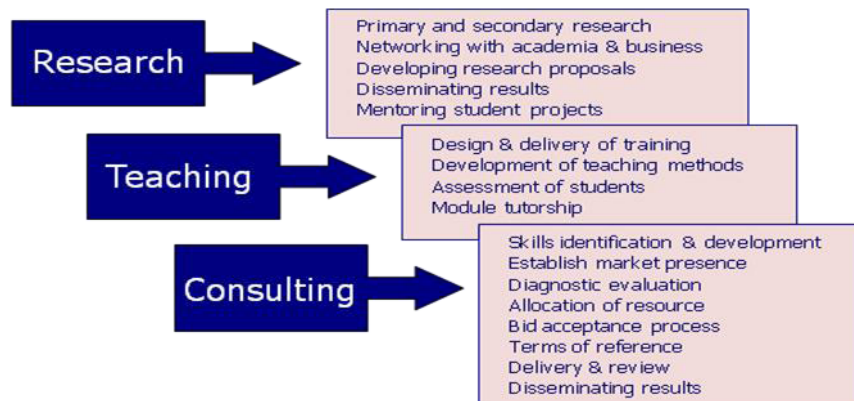 Research
Primary and secondary research
Networking with academia & business
Developing research proposals
Disseminating results
Mentoring student projects
Teaching
Design & delivery of training
Development of teaching methods
Assessment of students
Module tutorship
Consulting
Skills identification & development
Establish market presence
Diagnostic evaluation
Allocation of resource
Bid acceptance process
Terms of reference
Delivery & review
Disseminating results